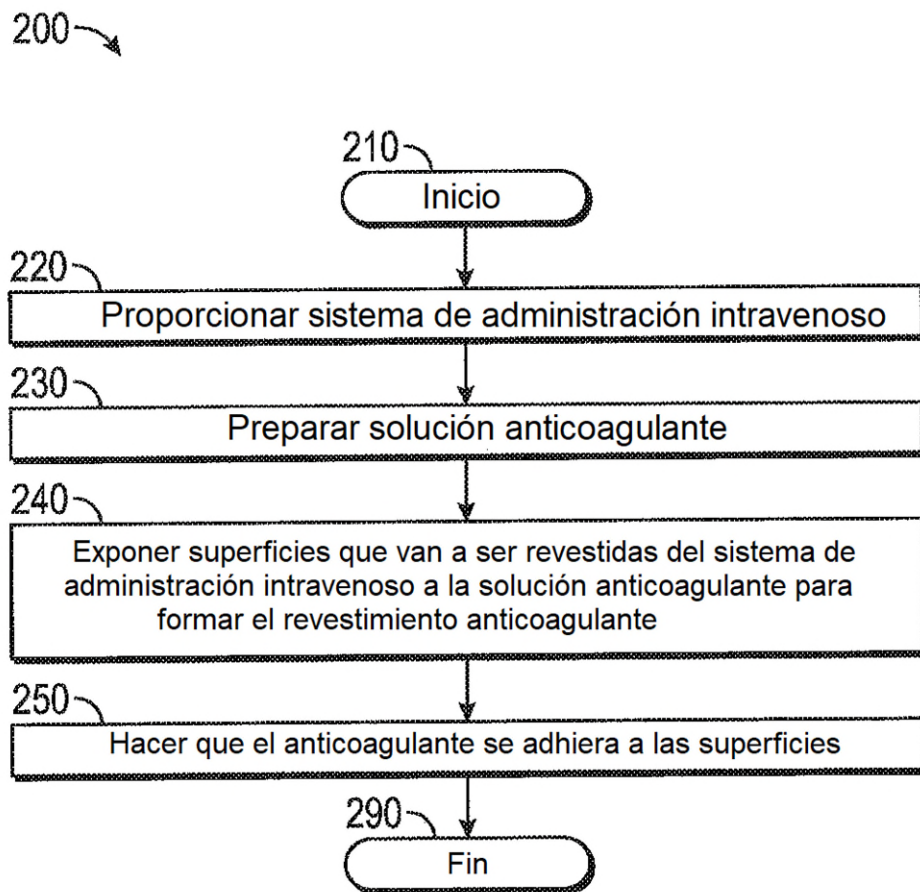 200
210
Inicio
220
Proporcionar sistema de administración intravenoso
230
Preparar solución anticoagulante
240
Exponer superficies que van a ser revestidas del sistema de
administración intravenoso a la solución anticoagulante para
formar el revestimiento anticoagulante
250
Hacer que el anticoagulante se adhiera a las superficies
290
Fin